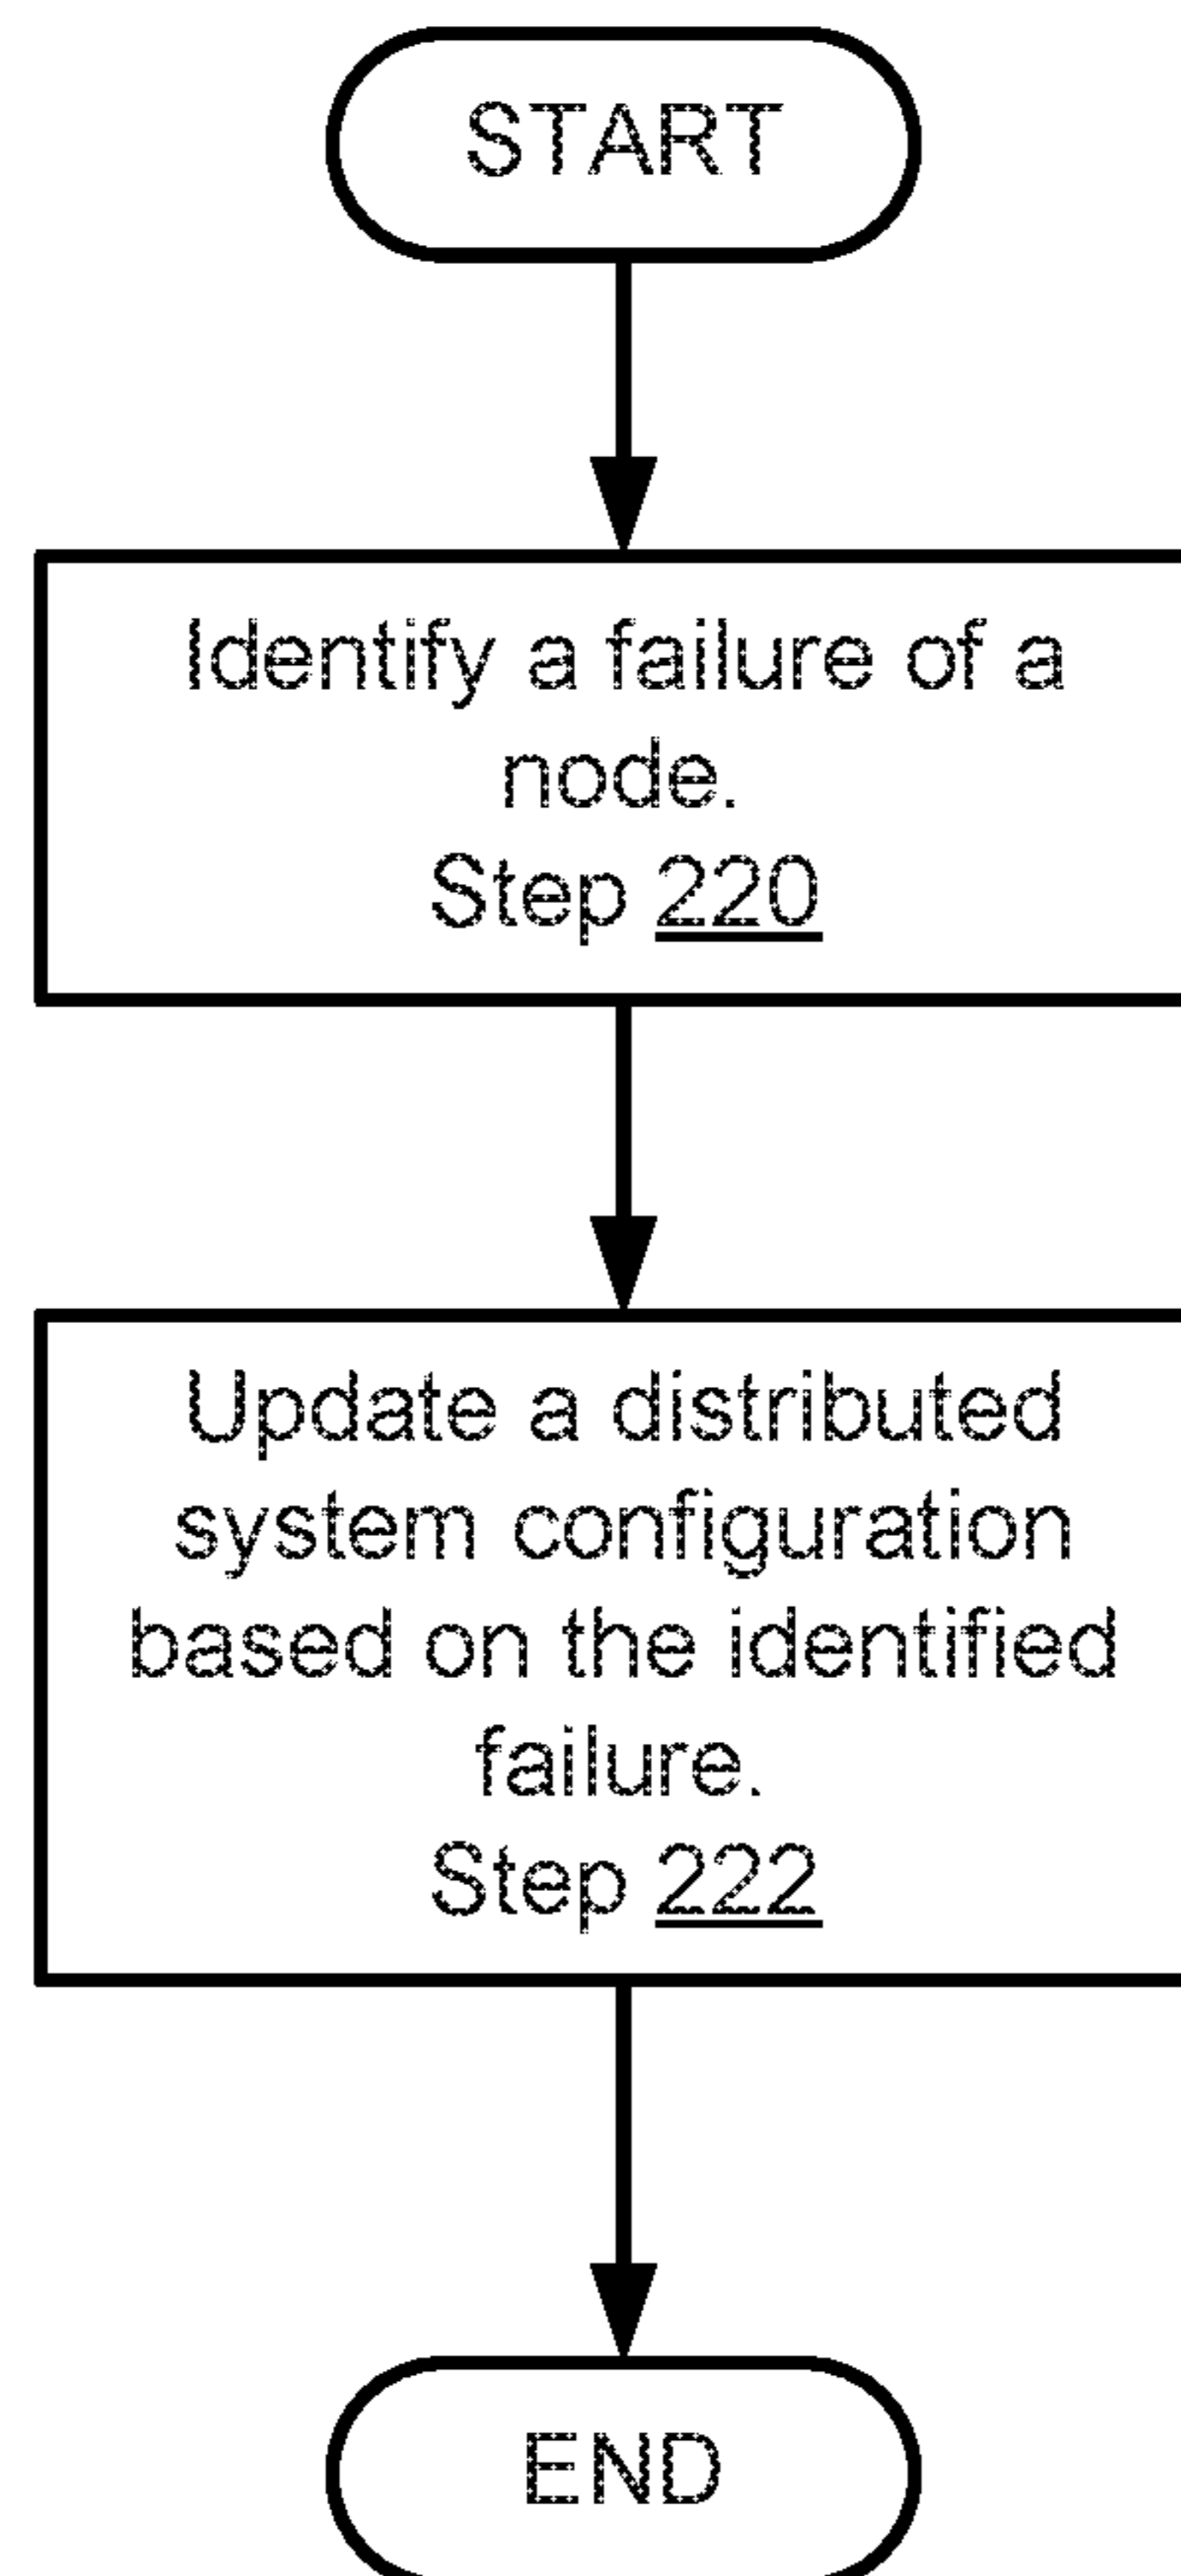 START
Identify a failure of a
node.
Step 220
Update a distributed
system configuration
based on the identified
failure.
Step 222
END